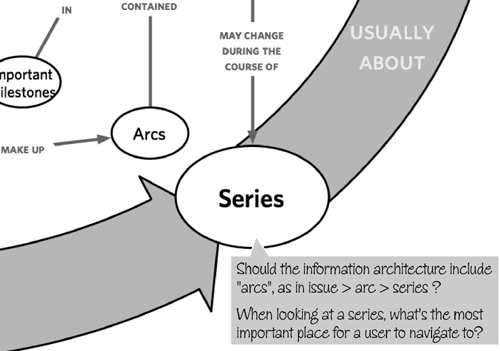 IN
CONTAINED
USUALLY
ABOUT
MAY CHANGE
DURING THE
COURSE OF
mportant
ilestones
Arcs
MAKE UP
Series
Should the information architecture include
"arcs", as in issue > arc > series ?
When looking at a series, what's the most
important place for a user to navigate to?